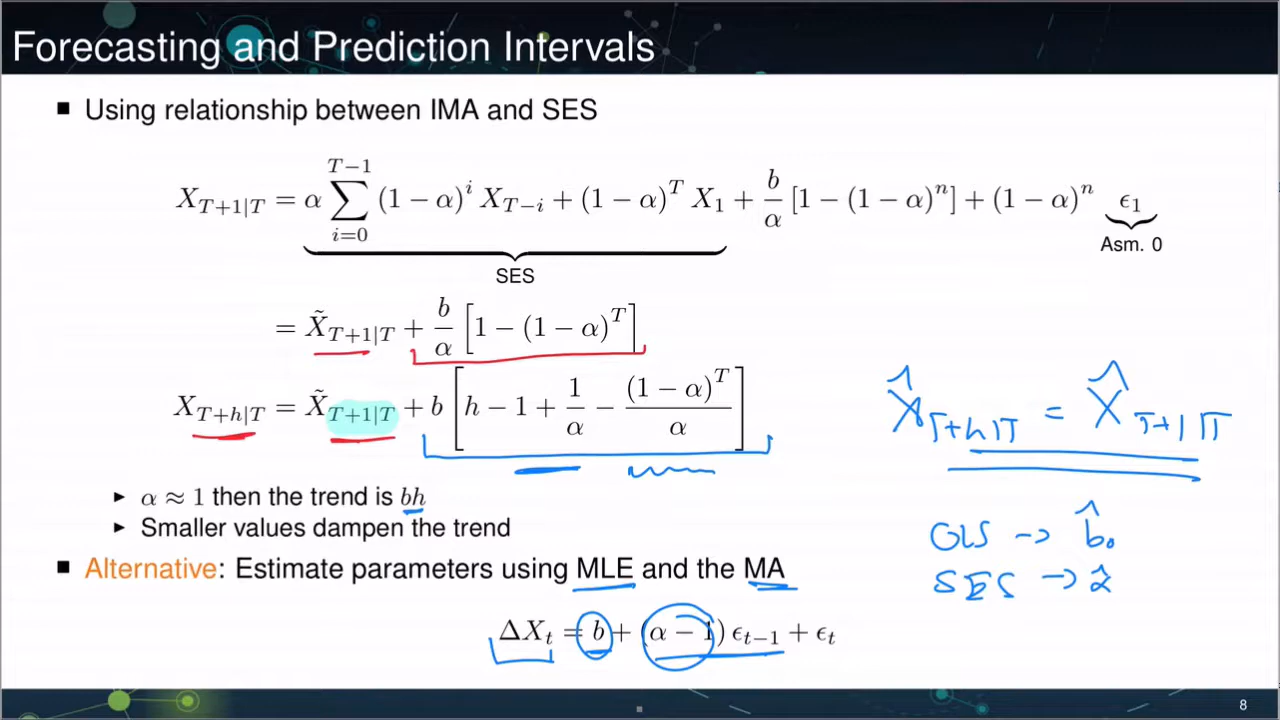 Forecasting and Prediction Intervals
■ Using relationship between IMA and SES
X_{T+1|T} = α ∑_{i=0}^{T−1} (1 − α)^i X_{T−i} + (1 − α)^T X_1 + b/α [1 − (1 − α)^n] + (1 − α)^n ϵ_1
SES
Asm. 0
= X̃_{T+1|T} + b/α [1 − (1 − α)^T]
X_{T+h|T} = X̃_{T+1|T} + b [h − 1 + 1/α − (1 − α)^T/α]
X̂_{T+h|T} = X̂_{T+1|T}
▶ α ≈ 1 then the trend is bh
▶ Smaller values dampen the trend
OLS → b̂_0
SES → α̂
■ Alternative: Estimate parameters using MLE and the MA
ΔX_t = b + (α − 1) ϵ_{t−1} + ϵ_t
8